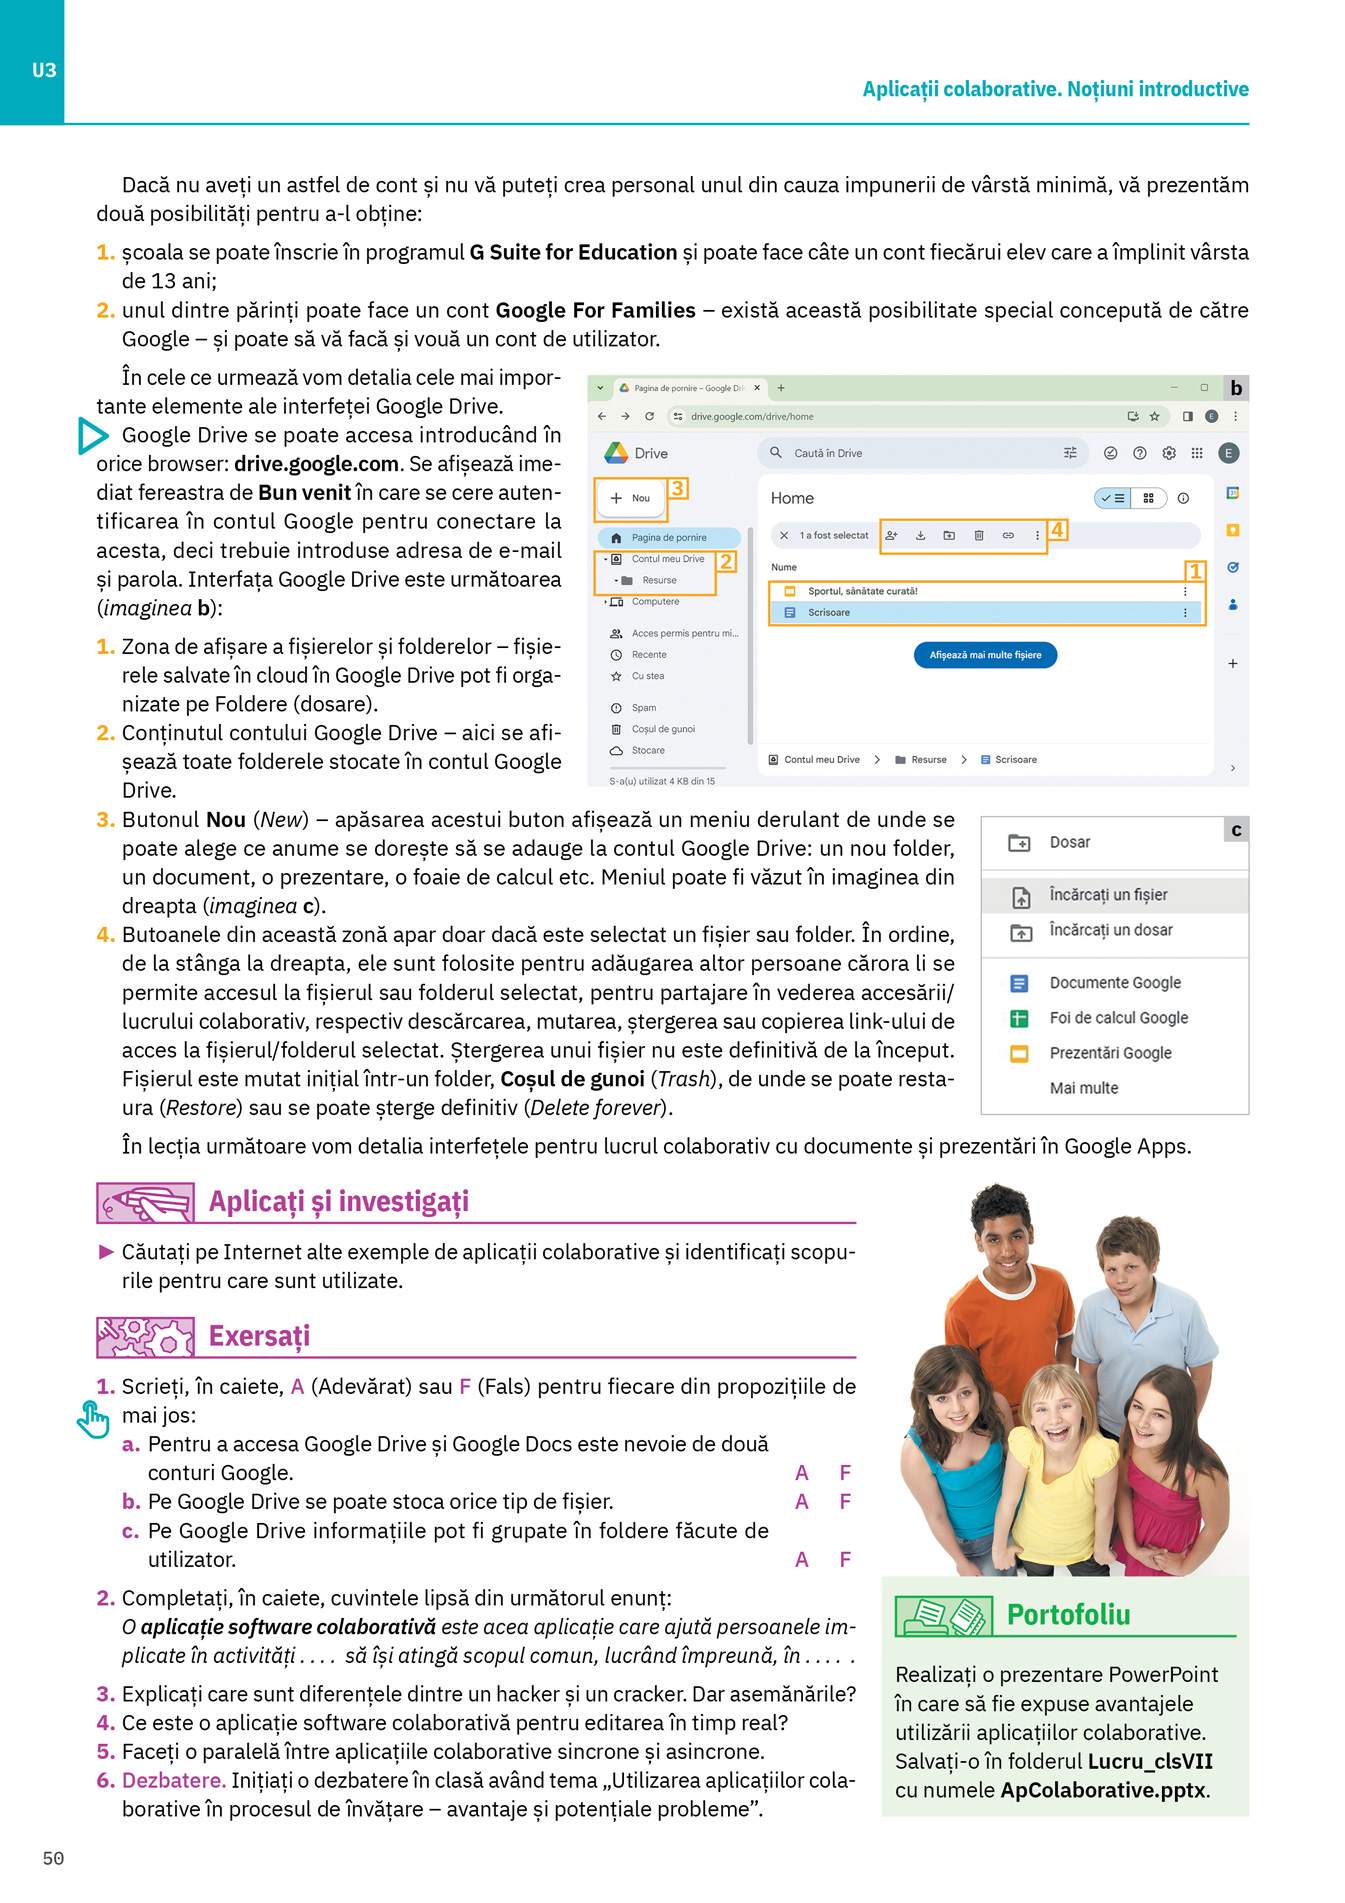 U3
Aplicații colaborative. Noțiuni introductive
Dacă nu aveți un astfel de cont și nu vă puteți crea personal unul din cauza impunerii de vârstă minimă, vă prezentăm
două posibilități pentru a-l obține:
1. școala se poate înscrie în programul G Suite for Education și poate face câte un cont fiecărui elev care a împlinit vârsta
de 13 ani;
2. unul dintre părinți poate face un cont Google For Families – există această posibilitate special concepută de către
Google – și poate să vă facă și vouă un cont de utilizator.
În cele ce urmează vom detalia cele mai impor-
tante elemente ale interfeței Google Drive.
Google Drive se poate accesa introducând în
orice browser: drive.google.com. Se afișează ime-
diat fereastra de Bun venit în care se cere auten-
tificarea în contul Google pentru conectare la
acesta, deci trebuie introduse adresa de e-mail
și parola. Interfața Google Drive este următoarea
(imaginea b):
1. Zona de afișare a fișierelor și folderelor – fișie-
rele salvate în cloud în Google Drive pot fi orga-
nizate pe Foldere (dosare).
2. Conținutul contului Google Drive – aici se afi-
șează toate folderele stocate în contul Google
Drive.
Pagina de pornire – Google Dri
b
drive.google.com/drive/home
E
Drive
Caută în Drive
E
Nou
3
Home
31
Pagina de pornire
1 a fost selectat
4
Contul meu Drive
2
Resurse
Nume
1
Computere
Sportul, sănătate curată!
Scrisoare
Acces permis pentru mi...
Recente
Afișează mai multe fișiere
Cu stea
Spam
Coșul de gunoi
Stocare
Contul meu Drive
Resurse
Scrisoare
S-a(u) utilizat 4 KB din 15
3. Butonul Nou (New) – apăsarea acestui buton afișează un meniu derulant de unde se
poate alege ce anume se dorește să se adauge la contul Google Drive: un nou folder,
un document, o prezentare, o foaie de calcul etc. Meniul poate fi văzut în imaginea din
dreapta (imaginea c).
4. Butoanele din această zonă apar doar dacă este selectat un fișier sau folder. În ordine,
de la stânga la dreapta, ele sunt folosite pentru adăugarea altor persoane cărora li se
permite accesul la fișierul sau folderul selectat, pentru partajare în vederea accesării/
lucrului colaborativ, respectiv descărcarea, mutarea, ștergerea sau copierea link-ului de
acces la fișierul/folderul selectat. Ștergerea unui fișier nu este definitivă de la început.
Fișierul este mutat inițial într-un folder, Coșul de gunoi (Trash), de unde se poate resta-
ura (Restore) sau se poate șterge definitiv (Delete forever).
c
Dosar
Încărcați un fișier
Încărcați un dosar
Documente Google
Foi de calcul Google
Prezentări Google
Mai multe
În lecția următoare vom detalia interfețele pentru lucrul colaborativ cu documente și prezentări în Google Apps.
Aplicați și investigați
► Căutați pe Internet alte exemple de aplicații colaborative și identificați scopu-
rile pentru care sunt utilizate.
Exersați
1. Scrieți, în caiete, A (Adevărat) sau F (Fals) pentru fiecare din propozițiile de
mai jos:
a. Pentru a accesa Google Drive și Google Docs este nevoie de două
conturi Google. A F
b. Pe Google Drive se poate stoca orice tip de fișier. A F
c. Pe Google Drive informațiile pot fi grupate în foldere făcute de
utilizator. A F
2. Completați, în caiete, cuvintele lipsă din următorul enunț:
O aplicație software colaborativă este acea aplicație care ajută persoanele im-
plicate în activități . . . . să își atingă scopul comun, lucrând împreună, în . . . . .
3. Explicați care sunt diferențele dintre un hacker și un cracker. Dar asemănările?
4. Ce este o aplicație software colaborativă pentru editarea în timp real?
5. Faceți o paralelă între aplicațiile colaborative sincrone și asincrone.
6. Dezbatere. Inițiați o dezbatere în clasă având tema „Utilizarea aplicațiilor cola-
borative în procesul de învățare – avantaje și potențiale probleme”.
Portofoliu
Realizați o prezentare PowerPoint
în care să fie expuse avantajele
utilizării aplicațiilor colaborative.
Salvați-o în folderul Lucru_clsVII
cu numele ApColaborative.pptx.
50